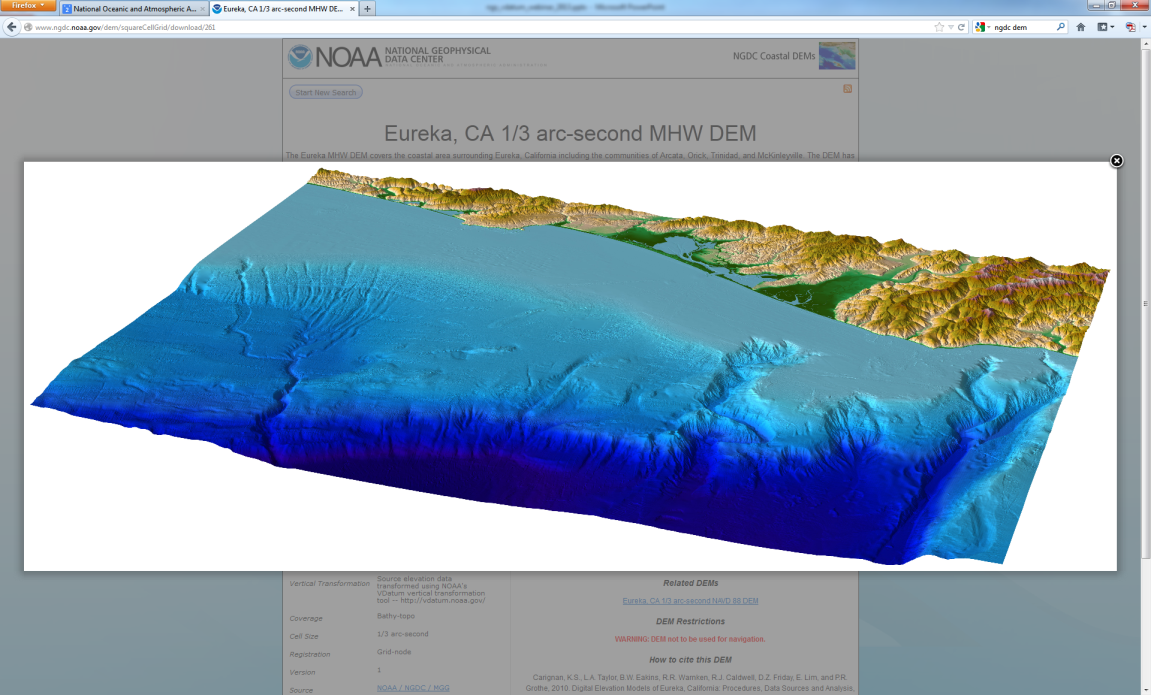 ngs_vdatum_webinar_2012.pptx - Microsoft PowerPoint
Firefox
National Oceanic and Atmospheric A...
Eureka, CA 1/3 arc-second MHW DE...
www.ngdc.noaa.gov/dem/squareCellGrid/download/261
ngdc dem
NOAA NATIONAL GEOPHYSICAL
DATA CENTER
NGDC Coastal DEMs
Start New Search
Eureka, CA 1/3 arc-second MHW DEM
The Eureka MHW DEM covers the coastal area surrounding Eureka, California including the communities of Arcata, Orick, Trinidad, and McKinleyville. The DEM has
Vertical Transformation
Source elevation data
transformed using NOAA's
VDatum vertical transformation
tool -- http://vdatum.noaa.gov/
Coverage Bathy-topo
Cell Size 1/3 arc-second
Registration Grid-node
Version 1
Source NOAA / NGDC / MGG
Related DEMs
Eureka, CA 1/3 arc-second NAVD 88 DEM
DEM Restrictions
WARNING: DEM not to be used for navigation.
How to cite this DEM
Carignan, K.S., L.A. Taylor, B.W. Eakins, R.R. Warnken, R.J. Caldwell, D.Z. Friday, E. Lim, and P.R.
Grothe, 2010. Digital Elevation Models of Eureka, California: Procedures, Data Sources and Analysis,